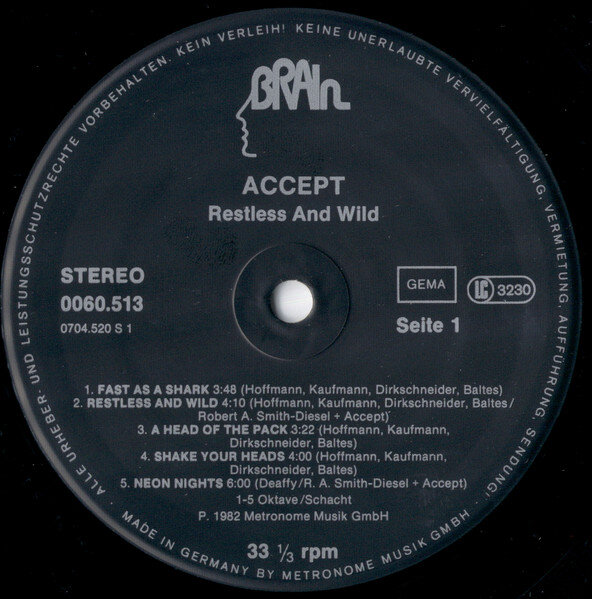 · ALLE URHEBER- UND LEISTUNGSSCHUTZRECHTE VORBEHALTEN. KEIN VERLEIH! KEINE UNERLAUBTE VERVIELFÄLTIGUNG, VERMIETUNG, AUFFÜHRUNG, SENDUNG! ·
BRAIn
ACCEPT
Restless And Wild
STEREO
0060.513
0704.520 S 1
GEMA
LC 3230
Seite 1
1. FAST AS A SHARK 3:48 (Hoffmann, Kaufmann, Dirkschneider, Baltes)
2. RESTLESS AND WILD 4:10 (Hoffmann, Kaufmann, Dirkschneider, Baltes/
Robert A. Smith-Diesel + Accept)
3. A HEAD OF THE PACK 3:22 (Hoffmann, Kaufmann,
Dirkschneider, Baltes)
4. SHAKE YOUR HEADS 4:00 (Hoffmann, Kaufmann,
Dirkschneider, Baltes)
5. NEON NIGHTS 6:00 (Deaffy/R. A. Smith-Diesel + Accept)
1-5 Oktave/Schacht
P. 1982 Metronome Musik GmbH
33 ⅓ rpm
MADE IN GERMANY BY METRONOME MUSIK GMBH